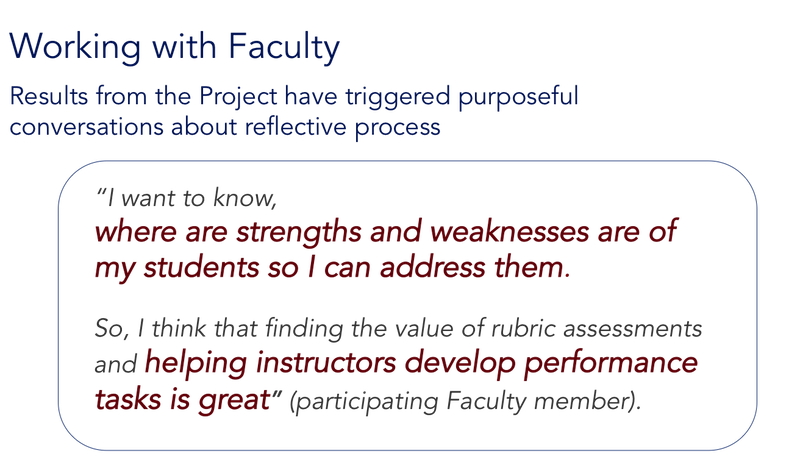 Working with Faculty
Results from the Project have triggered purposeful
conversations about reflective process
“I want to know,
where are strengths and weaknesses are of
my students so I can address them.
So, I think that finding the value of rubric assessments
and helping instructors develop performance
tasks is great” (participating Faculty member).